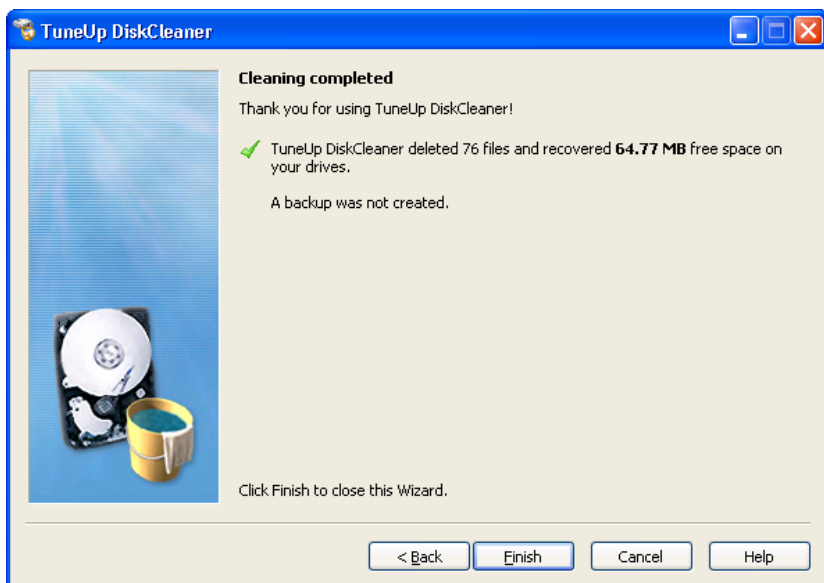 TuneUp DiskCleaner
Cleaning completed
Thank you for using TuneUp DiskCleaner!
TuneUp DiskCleaner deleted 76 files and recovered 64.77 MB free space on
your drives.
A backup was not created.
Click Finish to close this Wizard.
< Back
Finish
Cancel
Help